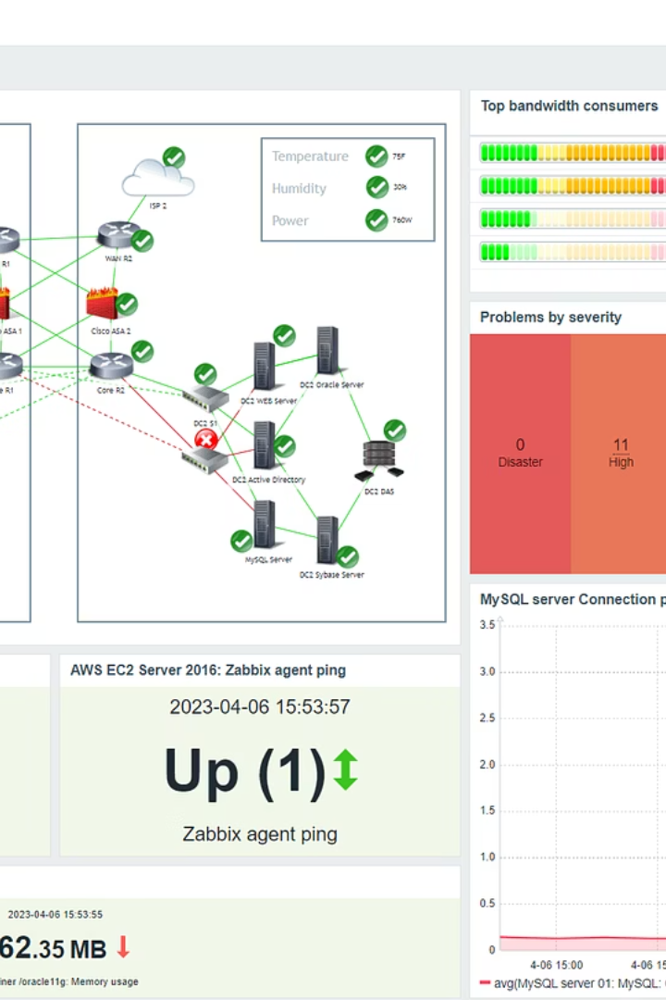 Top bandwidth consumers
Temperature 75F
Humidity 30%
Power 760W
ISP 2
R1
WAN R2
ASA 1
Cisco ASA 2
R1
Core R2
DC2 S1
DC2 WEB Server
DC2 Oracle Server
DC2 Active Directory
DC2 DAS
MySQL Server
DC2 Sybase Server
Problems by severity
0
Disaster
11
High
AWS EC2 Server 2016: Zabbix agent ping
2023-04-06 15:53:57
Up (1)
Zabbix agent ping
2023-04-06 15:53:55
62.35 MB
iner /oracle11g: Memory usage
MySQL server Connection p
3.5
3.0
2.5
2.0
1.5
1.0
0.5
0
4-06 15:00
4-06 15
avg(MySQL server 01: MySQL: